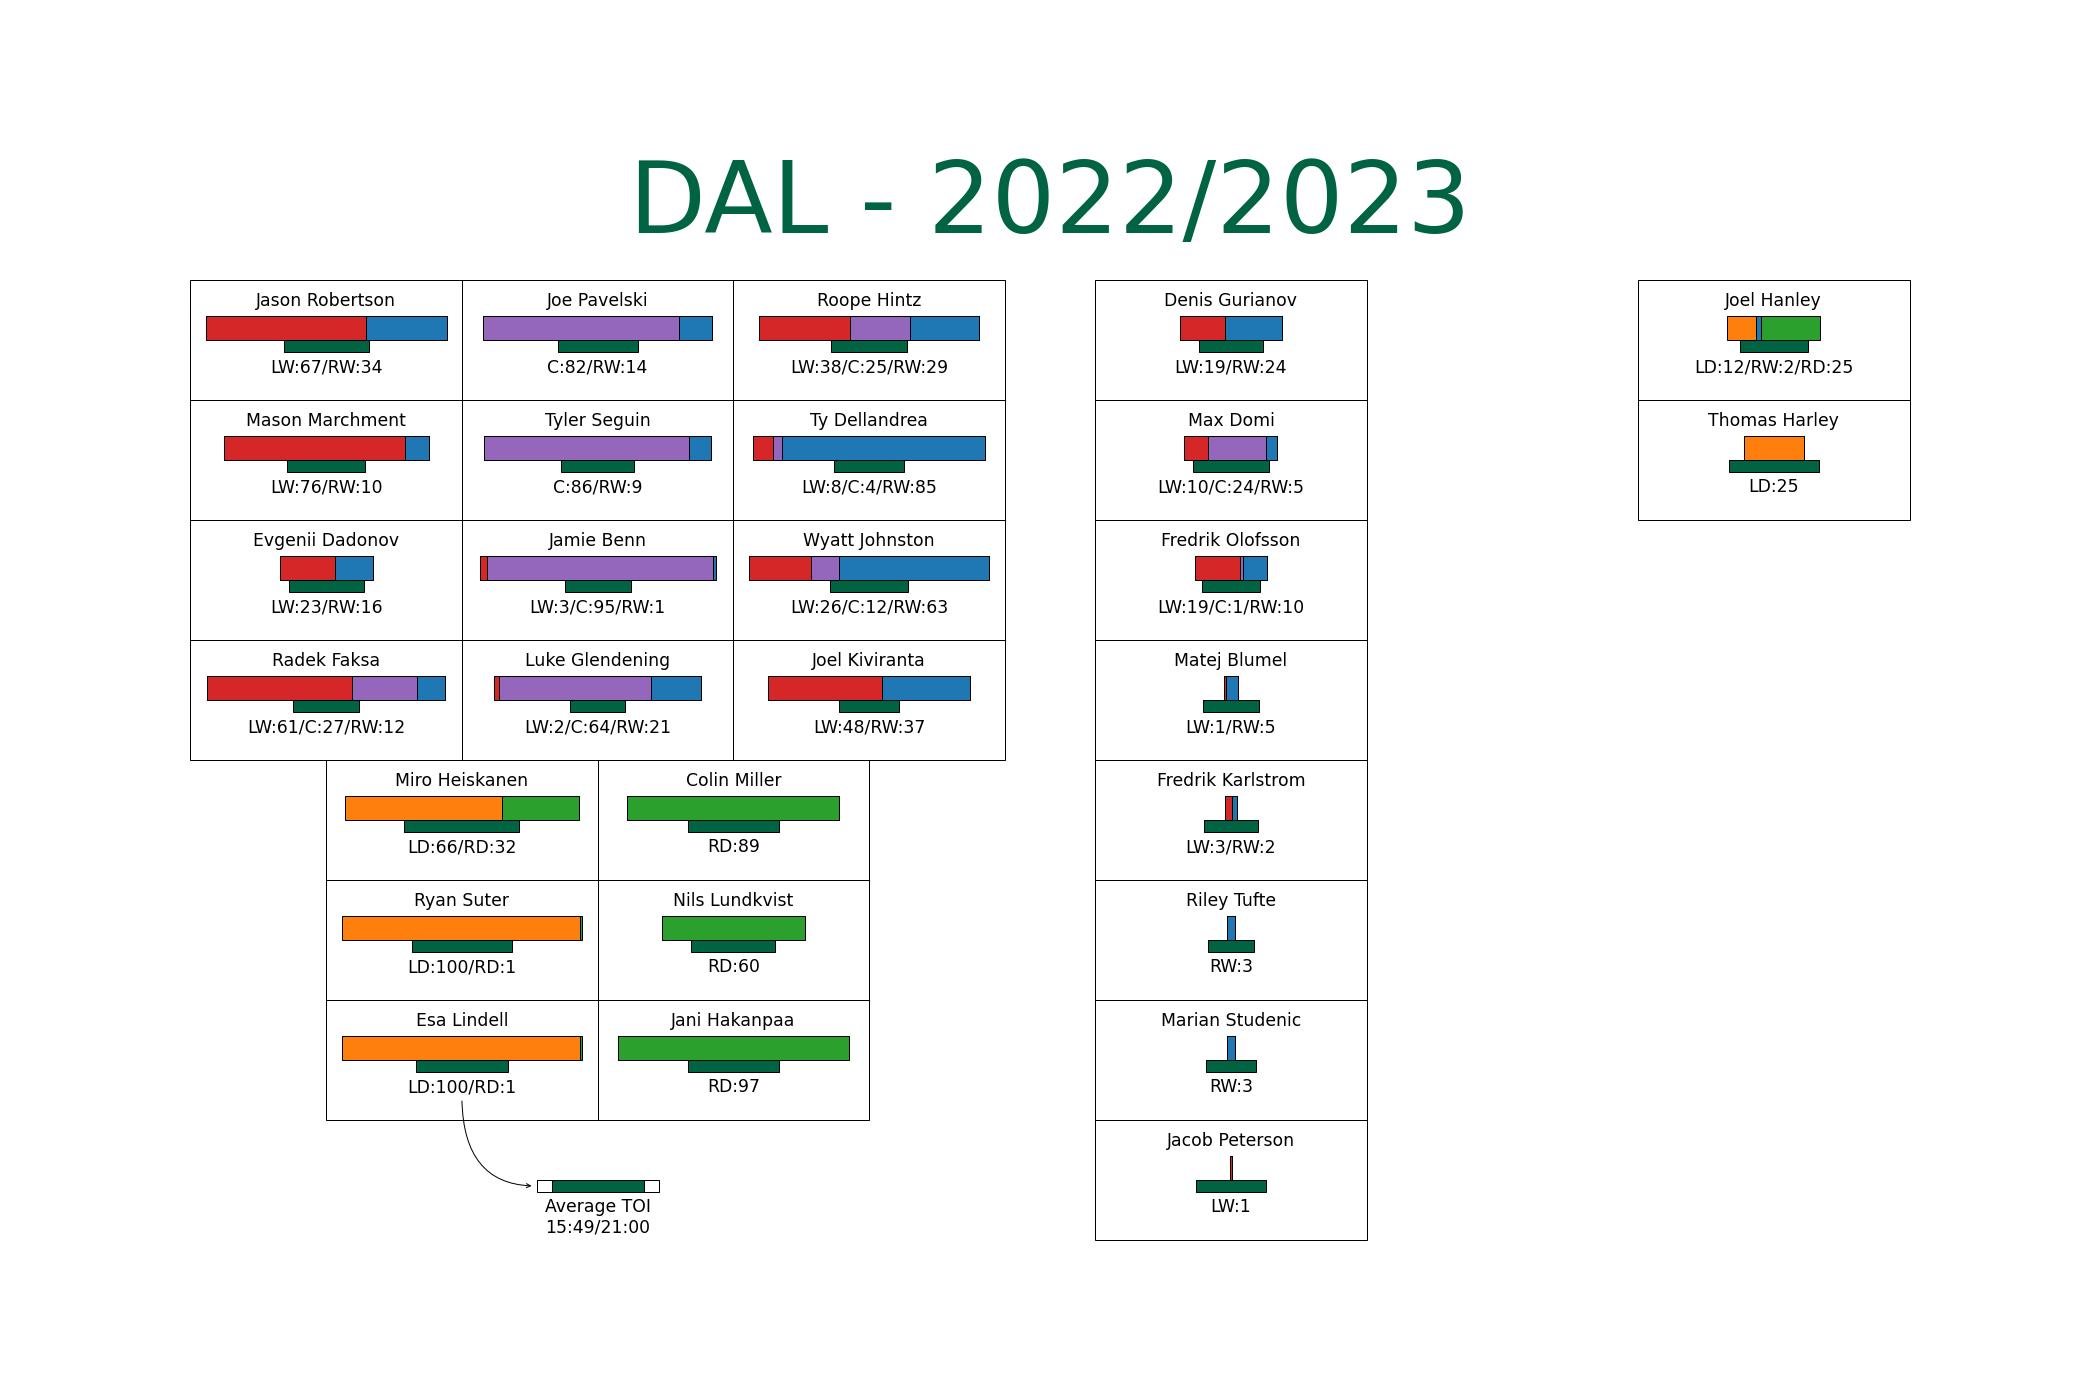 DAL - 2022/2023
Jason Robertson
LW:67/RW:34
Joe Pavelski
C:82/RW:14
Roope Hintz
LW:38/C:25/RW:29
Mason Marchment
LW:76/RW:10
Tyler Seguin
C:86/RW:9
Ty Dellandrea
LW:8/C:4/RW:85
Evgenii Dadonov
LW:23/RW:16
Jamie Benn
LW:3/C:95/RW:1
Wyatt Johnston
LW:26/C:12/RW:63
Radek Faksa
LW:61/C:27/RW:12
Luke Glendening
LW:2/C:64/RW:21
Joel Kiviranta
LW:48/RW:37
Miro Heiskanen
LD:66/RD:32
Colin Miller
RD:89
Ryan Suter
LD:100/RD:1
Nils Lundkvist
RD:60
Esa Lindell
LD:100/RD:1
Jani Hakanpaa
RD:97
Average TOI
15:49/21:00
Denis Gurianov
LW:19/RW:24
Max Domi
LW:10/C:24/RW:5
Fredrik Olofsson
LW:19/C:1/RW:10
Matej Blumel
LW:1/RW:5
Fredrik Karlstrom
LW:3/RW:2
Riley Tufte
RW:3
Marian Studenic
RW:3
Jacob Peterson
LW:1
Joel Hanley
LD:12/RW:2/RD:25
Thomas Harley
LD:25